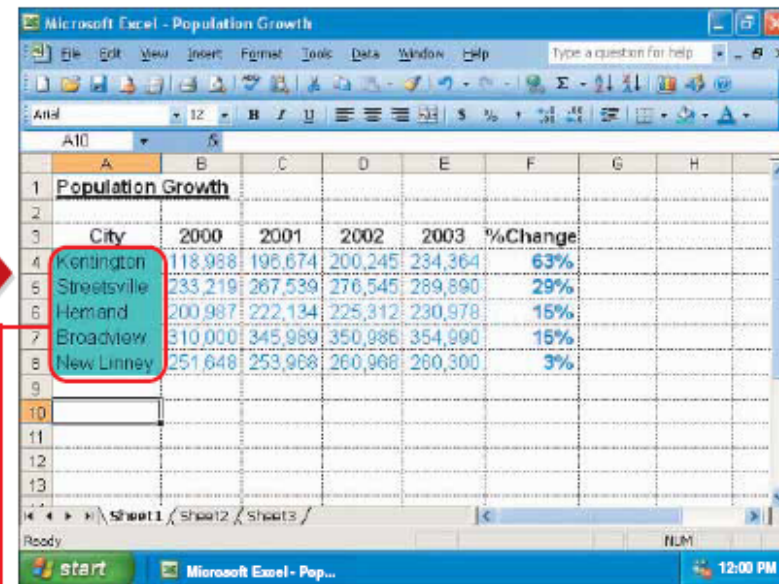 Microsoft Excel - Population Growth
File Edit View Insert Format Tools Data Window Help Type a question for help
Arial 12 B I U $ %
A10 fx
A B C D E F G H
1 Population Growth
2
3 City 2000 2001 2002 2003 %Change
4 Kentington 118,988 196,674 200,245 234,364 63%
5 Streetsville 233,219 267,539 276,545 289,890 29%
6 Hemand 200,987 222,134 225,312 230,978 15%
7 Broadview 310,000 345,989 350,986 354,990 15%
8 New Linney 251,648 253,968 260,968 260,300 3%
9
10
11
12
13
Sheet1 Sheet2 Sheet3
Ready NUM
start Microsoft Excel - Pop... 12:00 PM